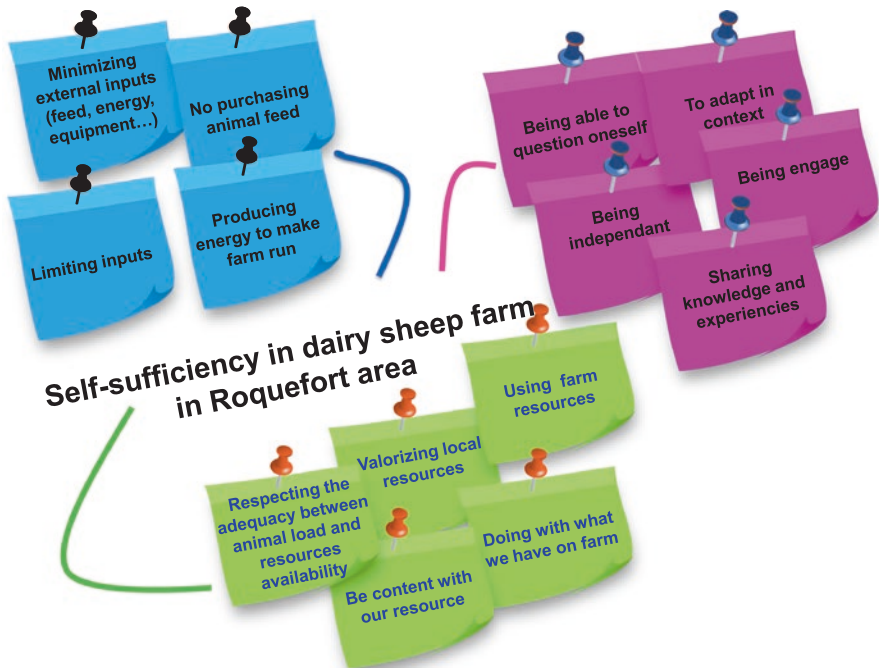 Minimizing
external inputs
(feed, energy,
equipment...)
No purchasing
animal feed
Limiting inputs
Producing
energy to make
farm run
Being able to
question oneself
To adapt in
context
Being engage
Being
independant
Sharing
knowledge and
experiencies
Self-sufficiency in dairy sheep farm
in Roquefort area
Using farm
resources
Valorizing local
resources
Respecting the
adequacy between
animal load and
resources
availability
Doing with what
we have on farm
Be content with
our resource